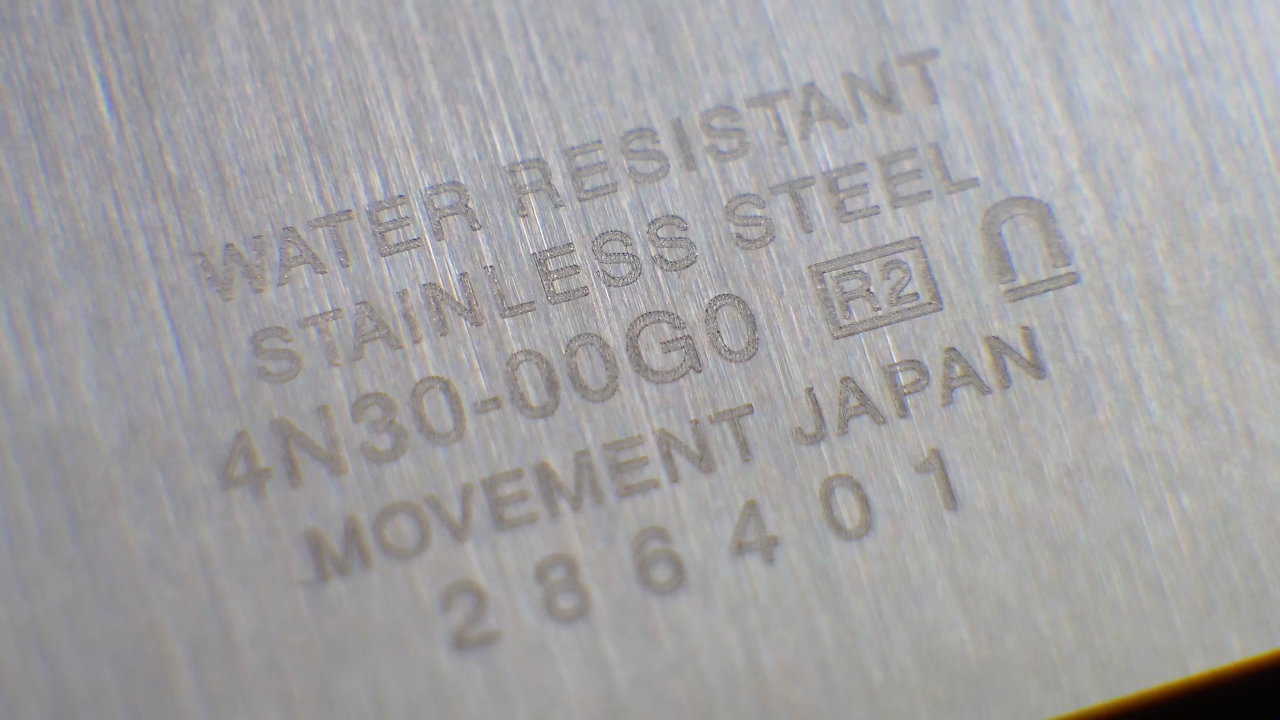 WATER RESISTANT
STAINLESS STEEL
4N30-00G0 R2
MOVEMENT JAPAN
286401